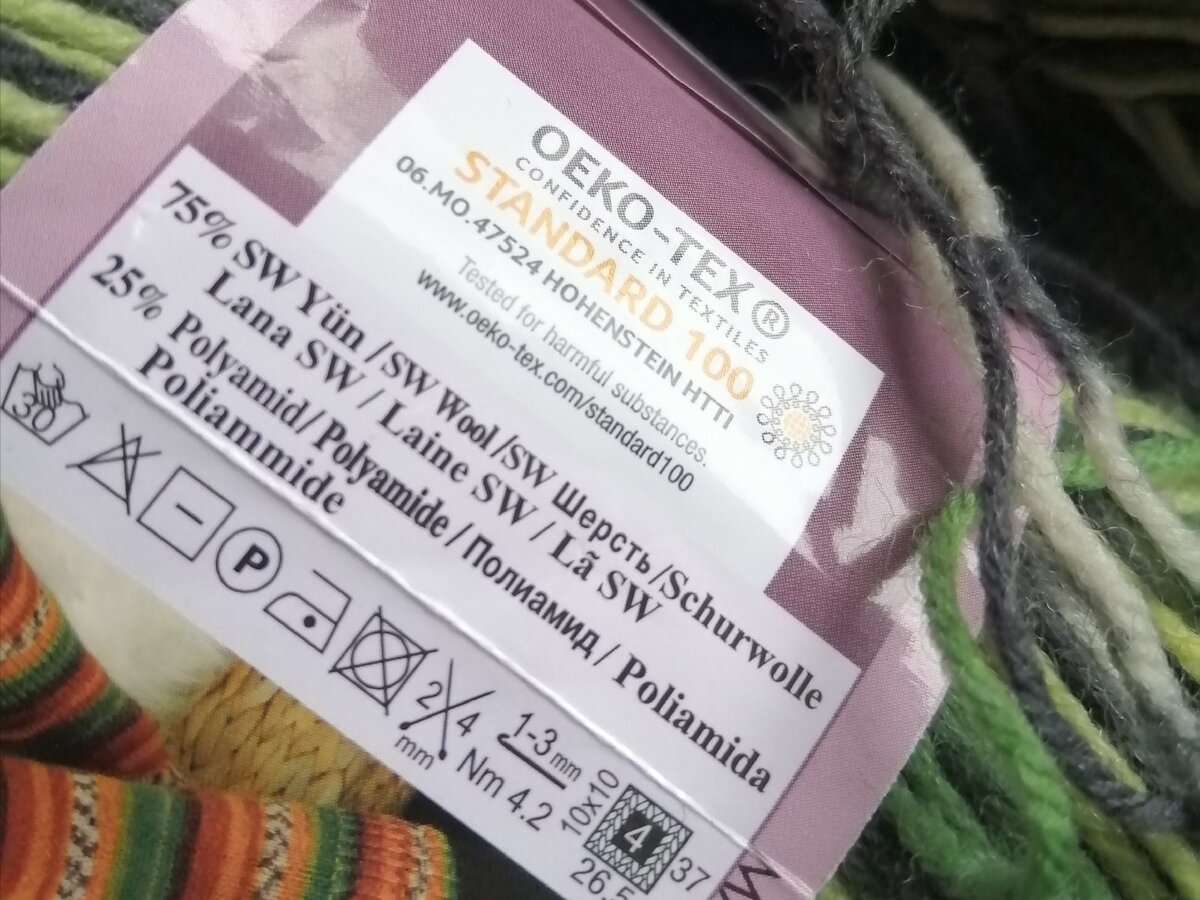 OEKO-TEX®
CONFIDENCE IN TEXTILES
STANDARD 100
06.MO.47524 HOHENSTEIN HTTI
Tested for harmful substances.
www.oeko-tex.com/standard100
75% SW Yün / SW Wool / SW Шерсть / Schurwolle
Lana SW / Laine SW / Lã SW
25% Polyamid / Polyamide / Полиамид / Poliamida
Poliammide
30
P
2 4
mm
Nm 4.2
1-3 mm
10x10
4
37
26.5